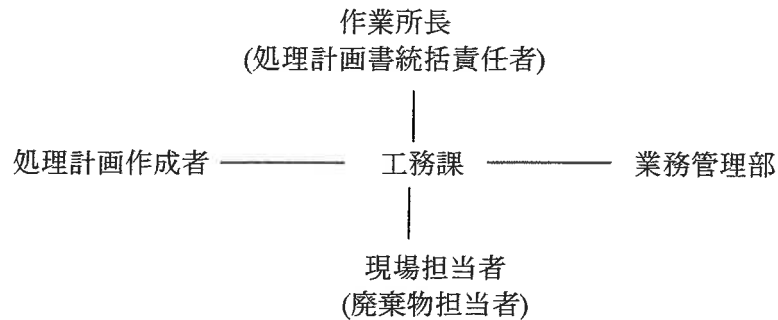 作業所長
(処理計画書統括責任者)
処理計画作成者
工務課
業務管理部
現場担当者
(廃棄物担当者)